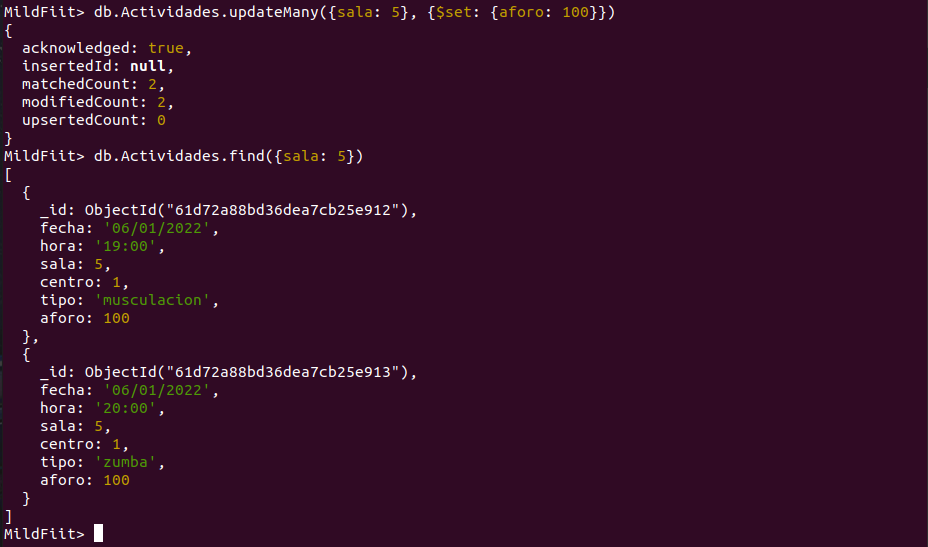 MildFiit> db.Actividades.updateMany({sala: 5}, {$set: {aforo: 100}})
{
  acknowledged: true,
  insertedId: null,
  matchedCount: 2,
  modifiedCount: 2,
  upsertedCount: 0
}
MildFiit> db.Actividades.find({sala: 5})
[
  {
    _id: ObjectId("61d72a88bd36dea7cb25e912"),
    fecha: '06/01/2022',
    hora: '19:00',
    sala: 5,
    centro: 1,
    tipo: 'musculacion',
    aforo: 100
  },
  {
    _id: ObjectId("61d72a88bd36dea7cb25e913"),
    fecha: '06/01/2022',
    hora: '20:00',
    sala: 5,
    centro: 1,
    tipo: 'zumba',
    aforo: 100
  }
]
MildFiit>